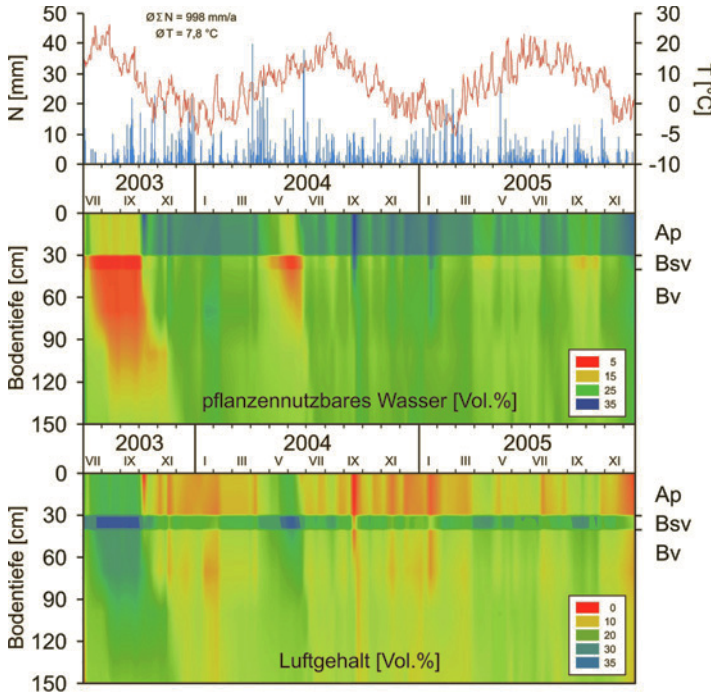 Ø Σ N = 998 mm/a
Ø T = 7,8 °C
N [mm]
50
40
30
20
10
0
T [°C]
30
20
10
0
-10
2003 2004 2005
VII IX XI I III V VII IX XI I III V VII IX XI
Bodentiefe [cm]
0
30
60
90
120
150
Ap
Bsv
Bv
5
15
25
35
pflanzennutzbares Wasser [Vol.%]
2003 2004 2005
VII IX XI I III V VII IX XI I III V VII IX XI
Bodentiefe [cm]
0
30
60
90
120
150
Ap
Bsv
Bv
0
10
20
30
35
Luftgehalt [Vol.%]